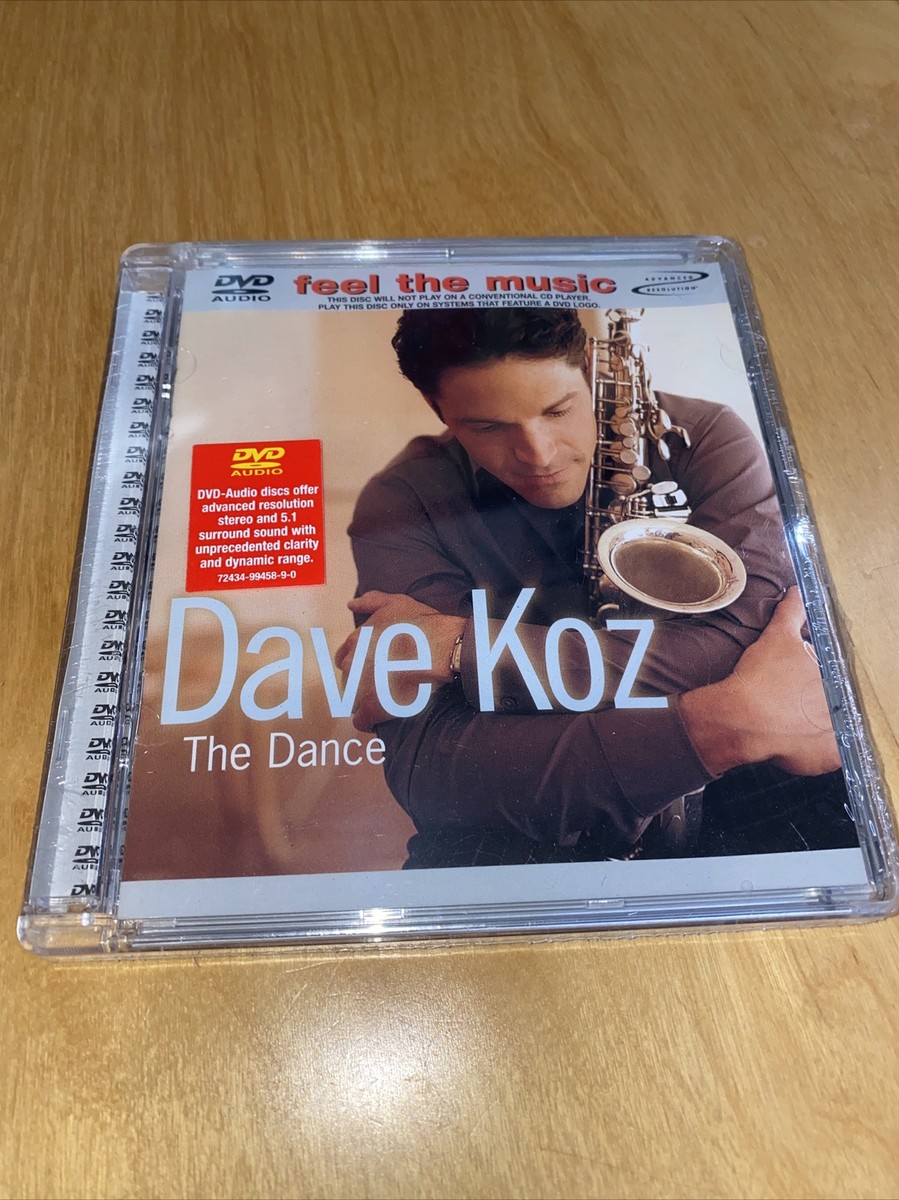 DVD
AUDIO
feel the music
THIS DISC WILL NOT PLAY ON A CONVENTIONAL CD PLAYER.
PLAY THIS DISC ONLY ON SYSTEMS THAT FEATURE A DVD LOGO.
ADVANCED
RESOLUTION
DVD
AUDIO
DVD-Audio discs offer
advanced resolution
stereo and 5.1
surround sound with
unprecedented clarity
and dynamic range.
72434-99458-9-0
Dave Koz
The Dance